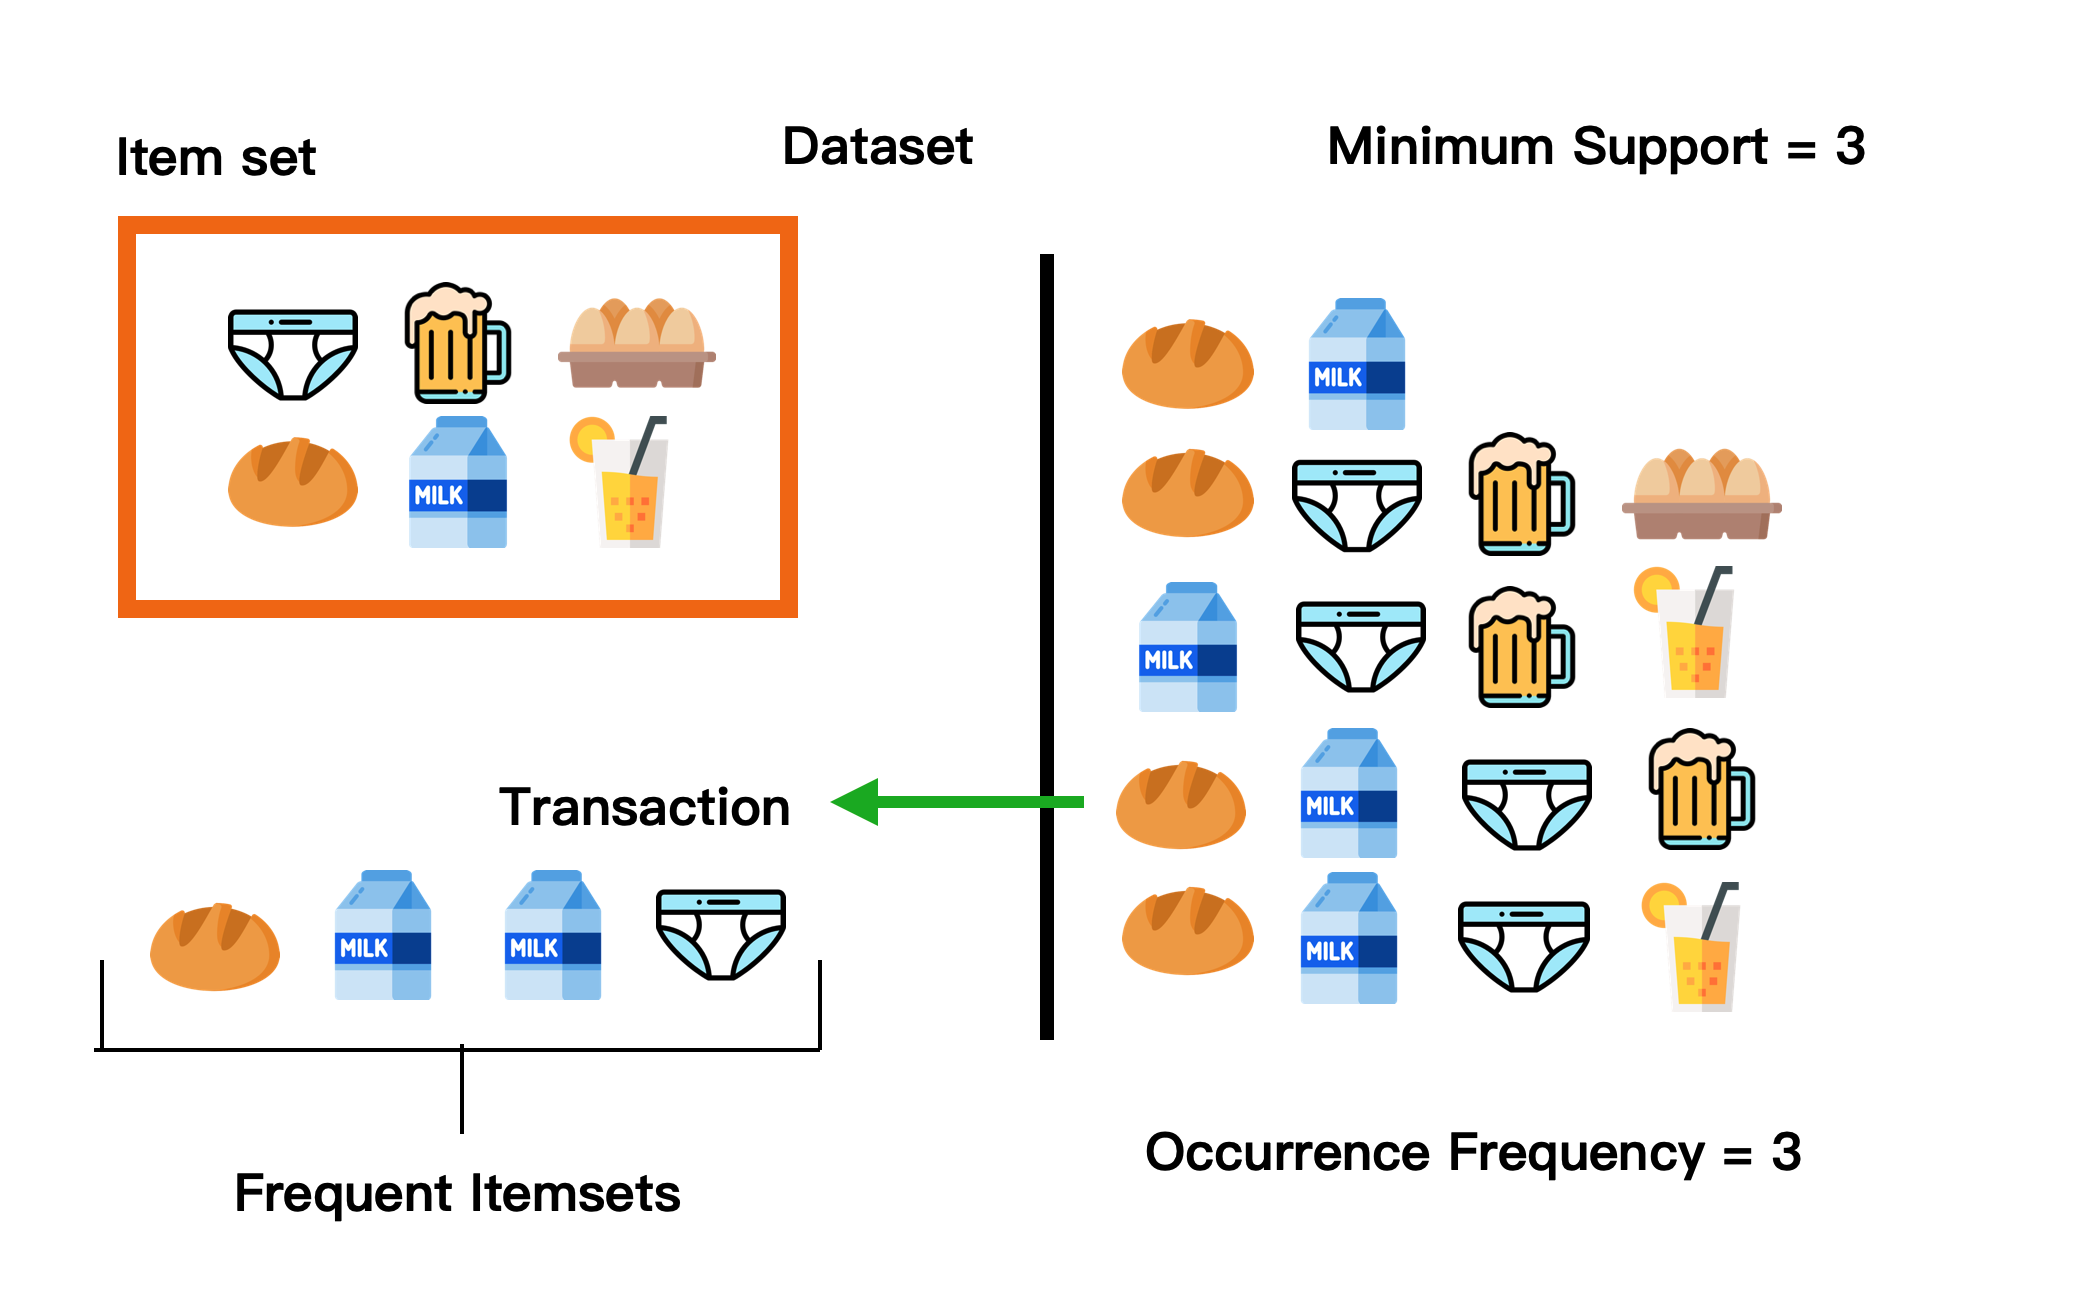 Item set
Dataset
Minimum Support = 3
MILK
MILK
MILK
MILK
MILK
Transaction
MILK
MILK
MILK
Occurrence Frequency = 3
Frequent Itemsets